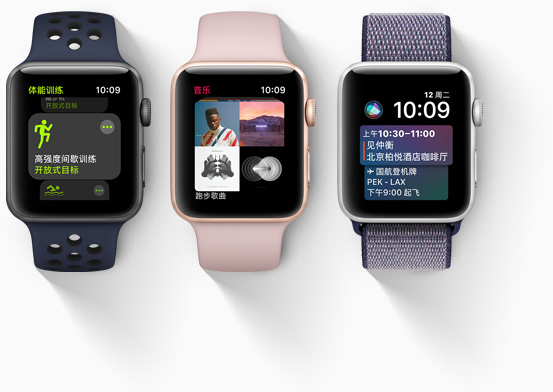 体能训练 10:09
开放式目标
高强度间歇训练
开放式目标
音乐 10:09
跑步歌曲
12 周二
10:09
上午10:30–11:00
见仲衡
北京柏悦酒店咖啡厅
国航登机牌
PEK - LAX
下午9:00 起飞